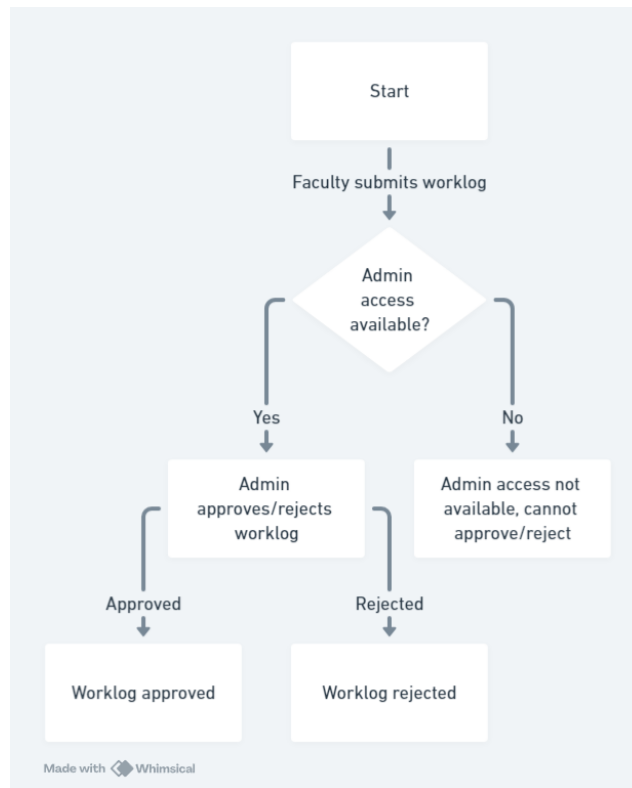 Start
Faculty submits worklog
Admin
access
available?
Yes
No
Admin
approves/rejects
worklog
Admin access not
available, cannot
approve/reject
Approved
Rejected
Worklog approved
Worklog rejected
Made with Whimsical